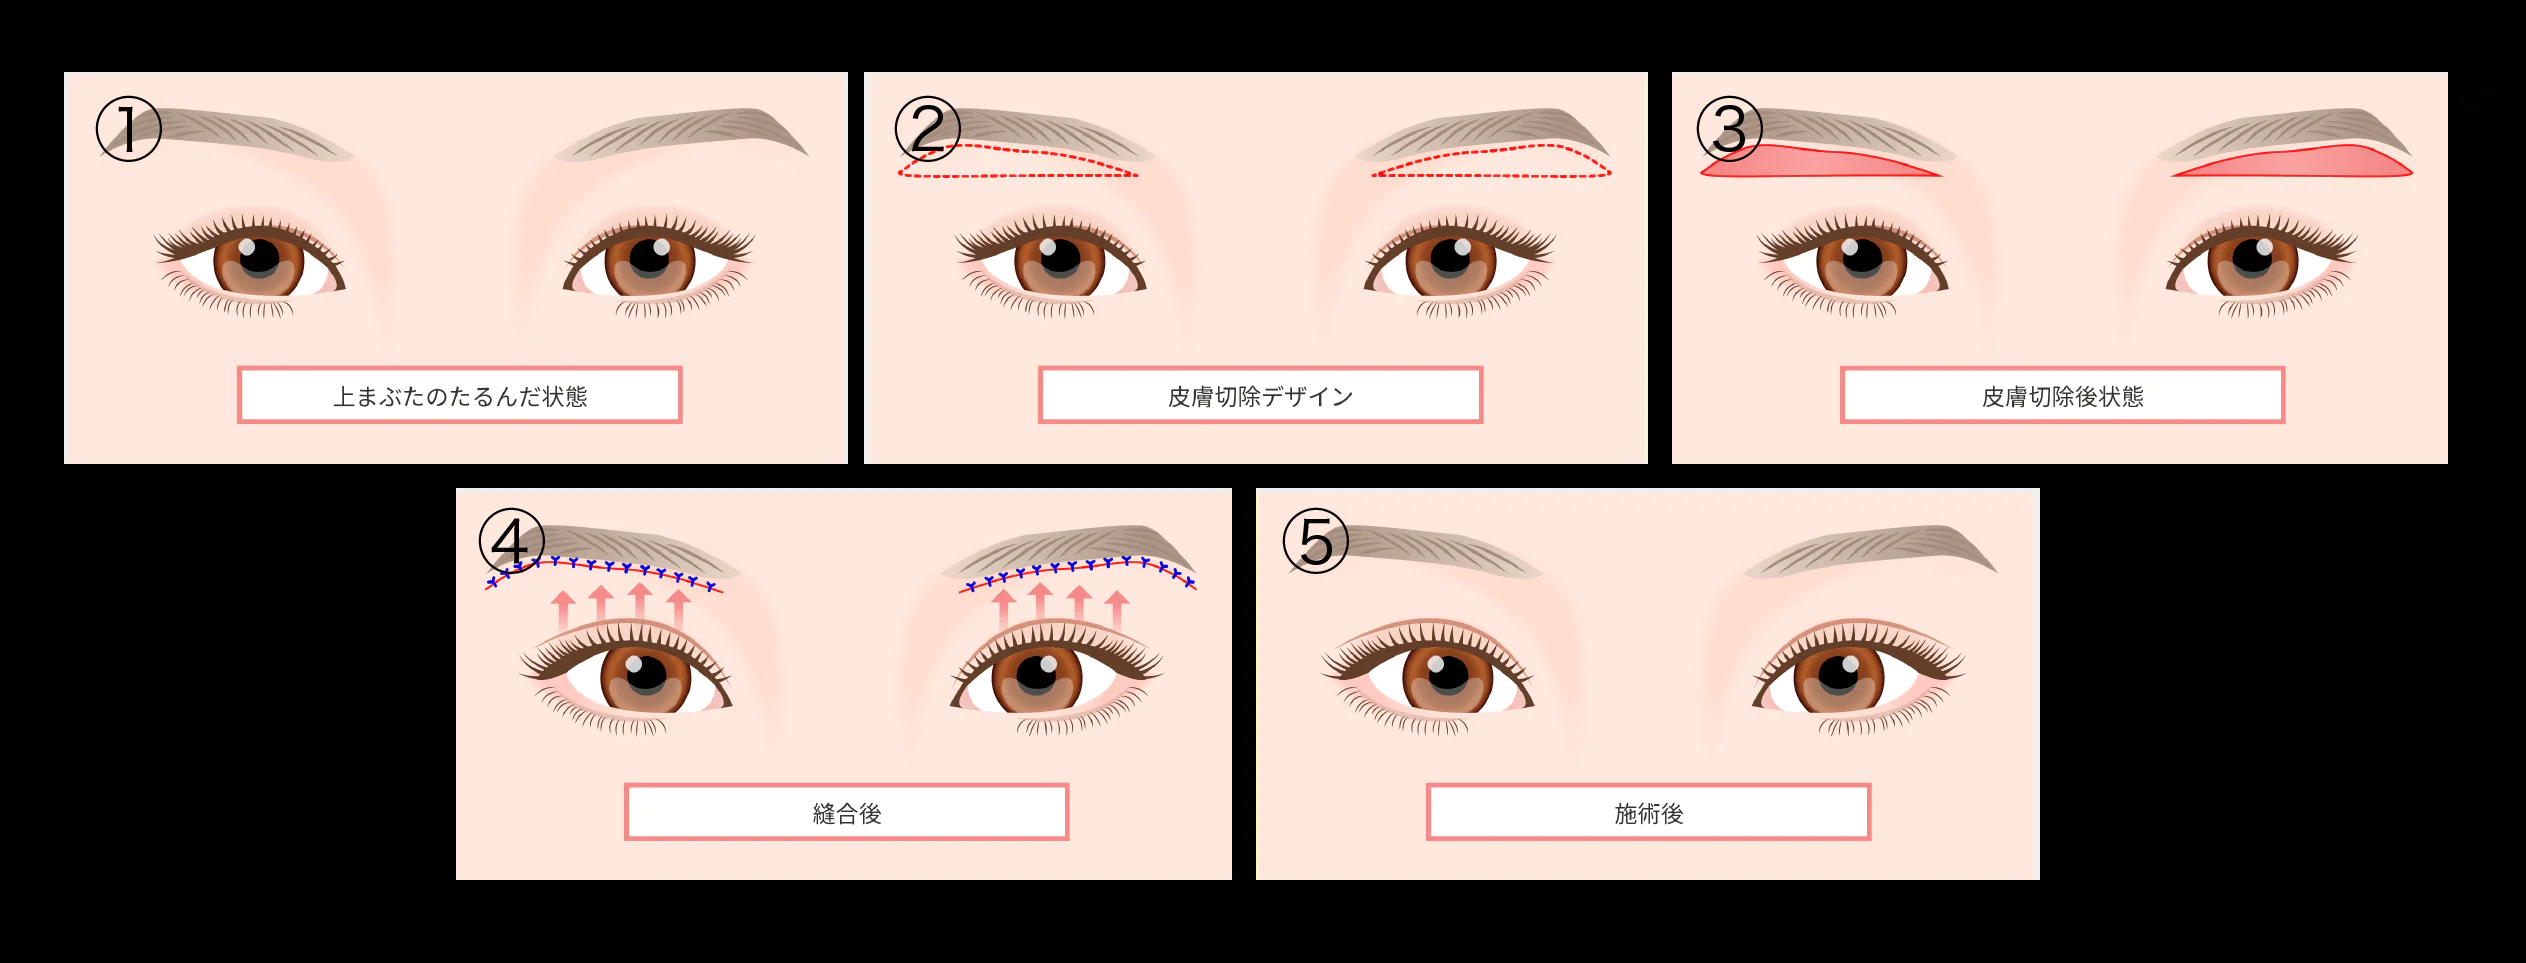 ①
上まぶたのたるんだ状態
②
皮膚切除デザイン
③
皮膚切除後状態
④
縫合後
⑤
施術後